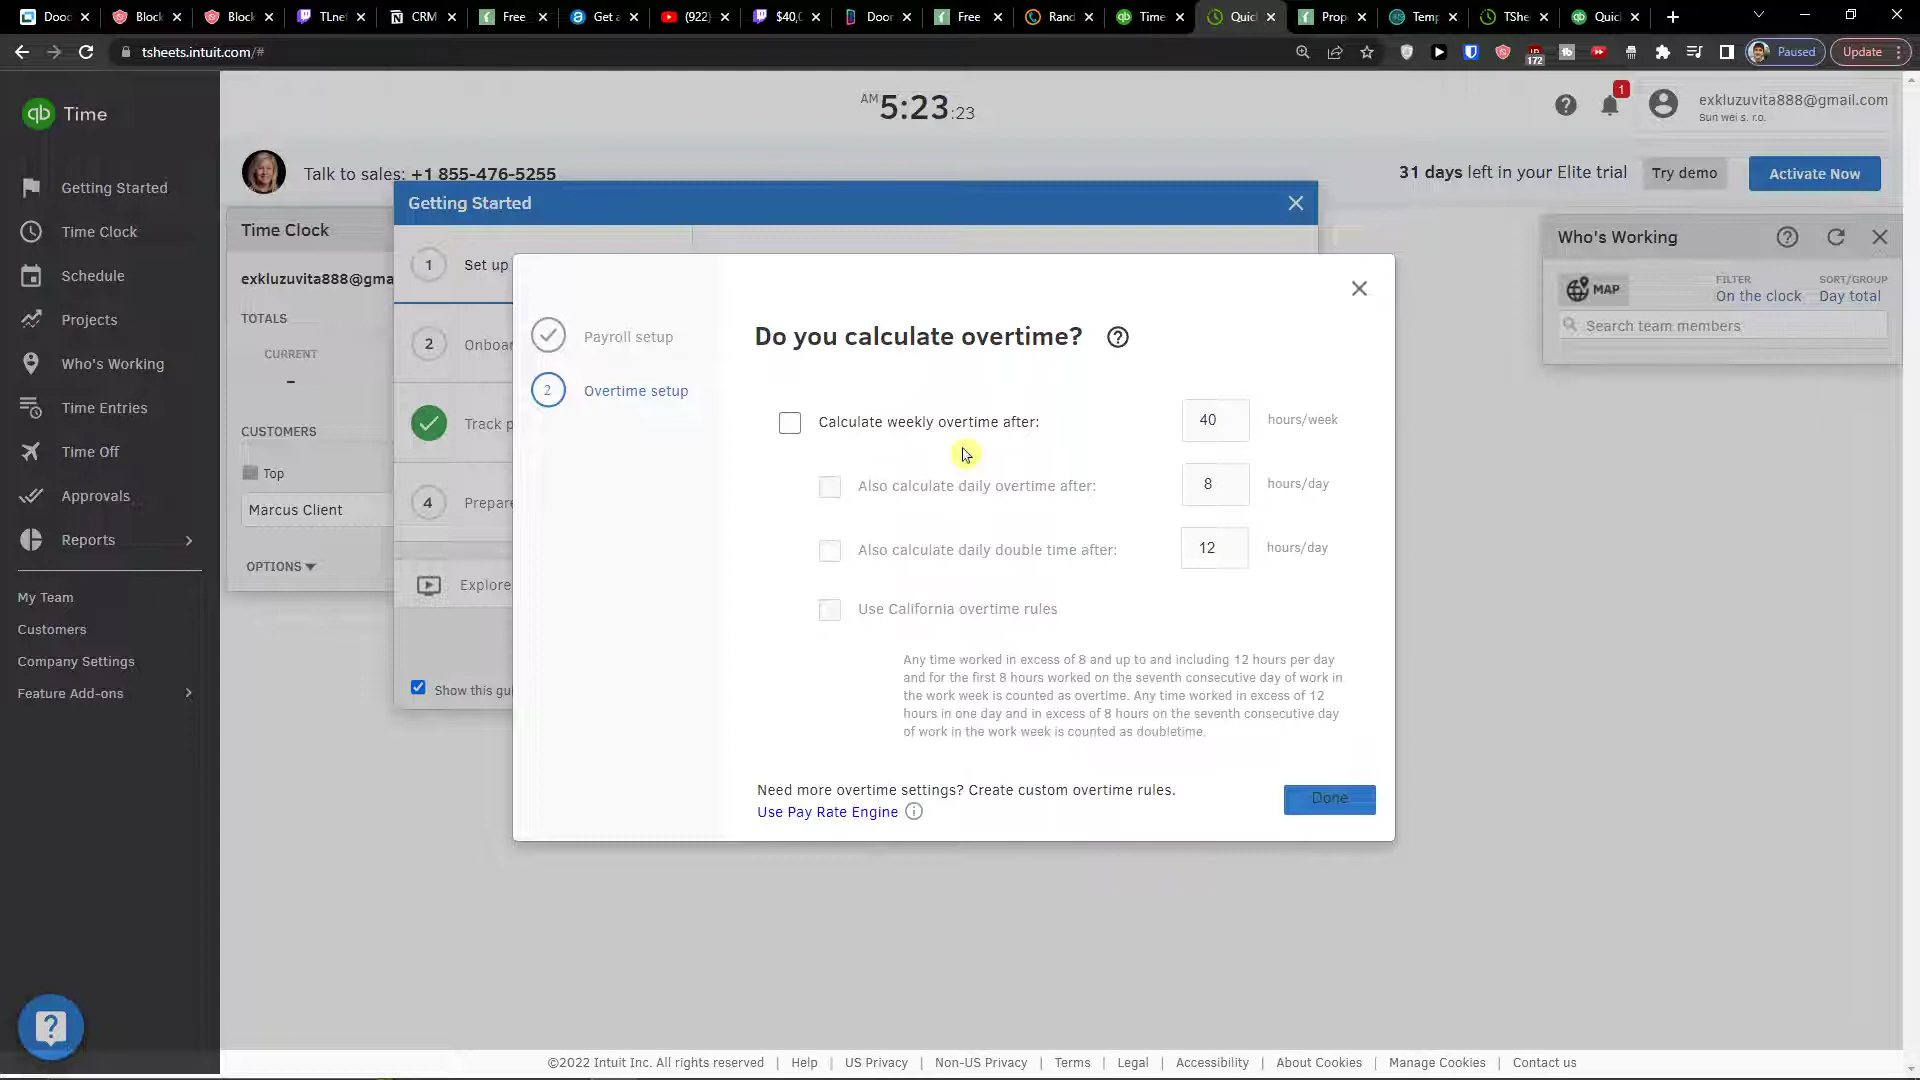 Dood
Block
Block
TLnet
CRM
Free
Get a
(922)
$40,
Door
Free
Rand
Time
Quic
Prop
Temp
TShe
Quic
tsheets.intuit.com/#
172
Paused
Update
qb Time
AM 5:23:23
1
exkluzuvita888@gmail.com
Sun wei s. r.o.
Talk to sales: +1 855-476-5255
31 days left in your Elite trial
Try demo
Activate Now
Getting Started
Time Clock
Schedule
Projects
Who's Working
Time Entries
Time Off
Approvals
Reports
My Team
Customers
Company Settings
Feature Add-ons
Time Clock
exkluzuvita888@gma
TOTALS
CURRENT
–
CUSTOMERS
Top
Marcus Client
OPTIONS
Getting Started
1 Set up
2 Onboar
Track p
4 Prepare
Explore
Show this gui
Payroll setup
2 Overtime setup
Do you calculate overtime?
Calculate weekly overtime after: 40 hours/week
Also calculate daily overtime after: 8 hours/day
Also calculate daily double time after: 12 hours/day
Use California overtime rules
Any time worked in excess of 8 and up to and including 12 hours per day
and for the first 8 hours worked on the seventh consecutive day of work in
the work week is counted as overtime. Any time worked in excess of 12
hours in one day and in excess of 8 hours on the seventh consecutive day
of work in the work week is counted as doubletime.
Need more overtime settings? Create custom overtime rules.
Use Pay Rate Engine
Done
Who's Working
MAP
FILTER
On the clock
SORT/GROUP
Day total
Search team members
©2022 Intuit Inc. All rights reserved | Help | US Privacy | Non-US Privacy | Terms | Legal | Accessibility | About Cookies | Manage Cookies | Contact us